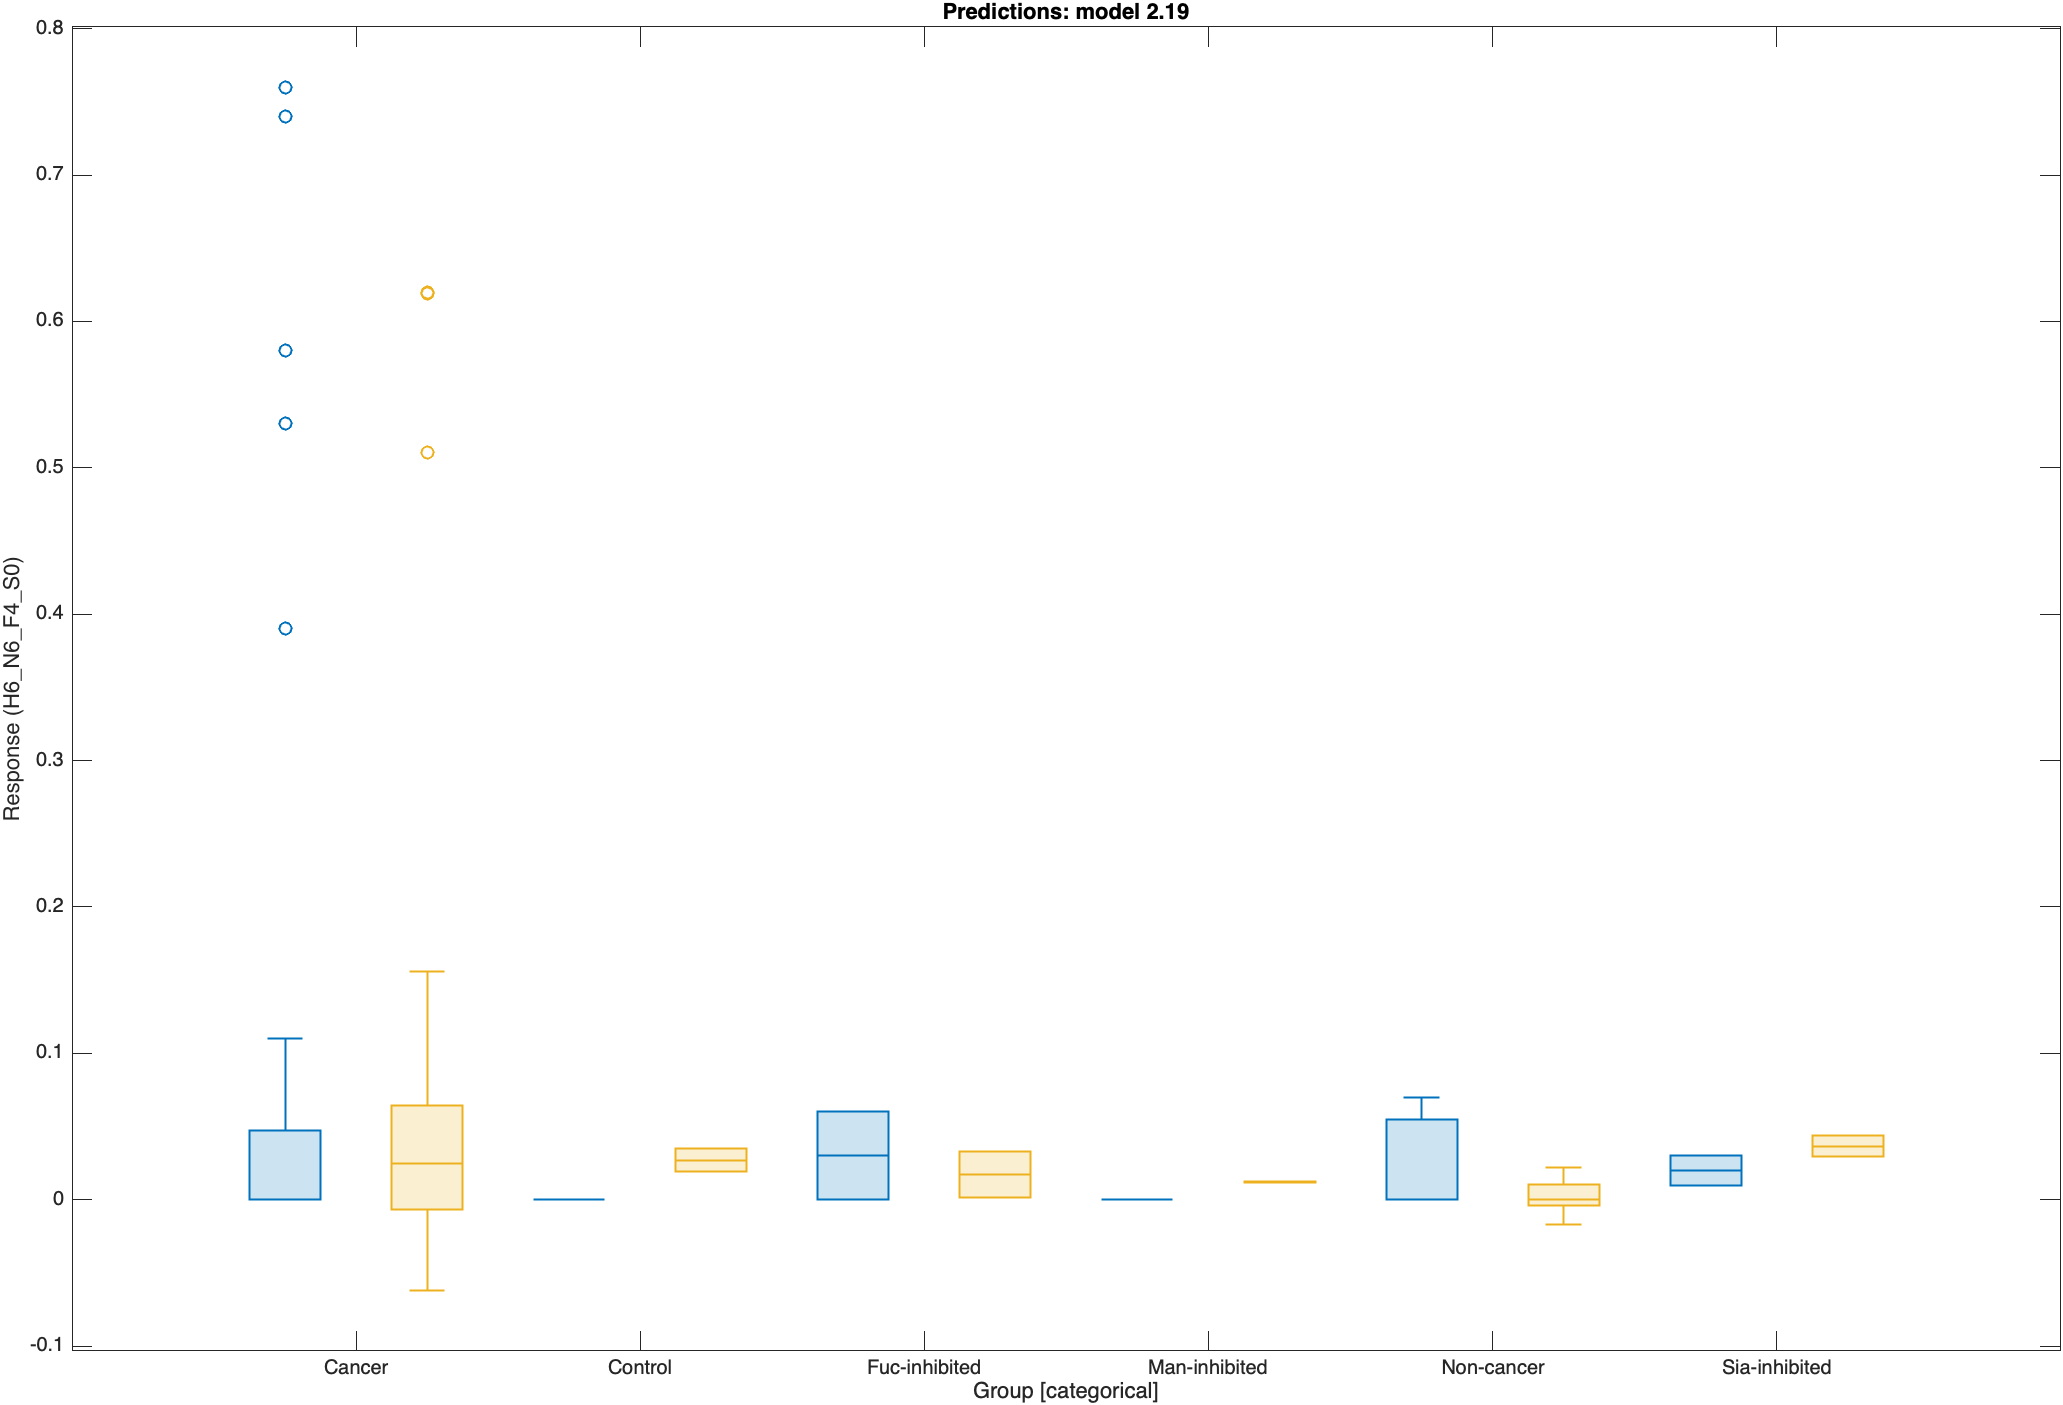 Predictions: model 2.19
Response (H6_N6_F4_S0)
0.8
0.7
0.6
0.5
0.4
0.3
0.2
0.1
0
-0.1
Cancer Control Fuc-inhibited Man-inhibited Non-cancer Sia-inhibited
Group [categorical]